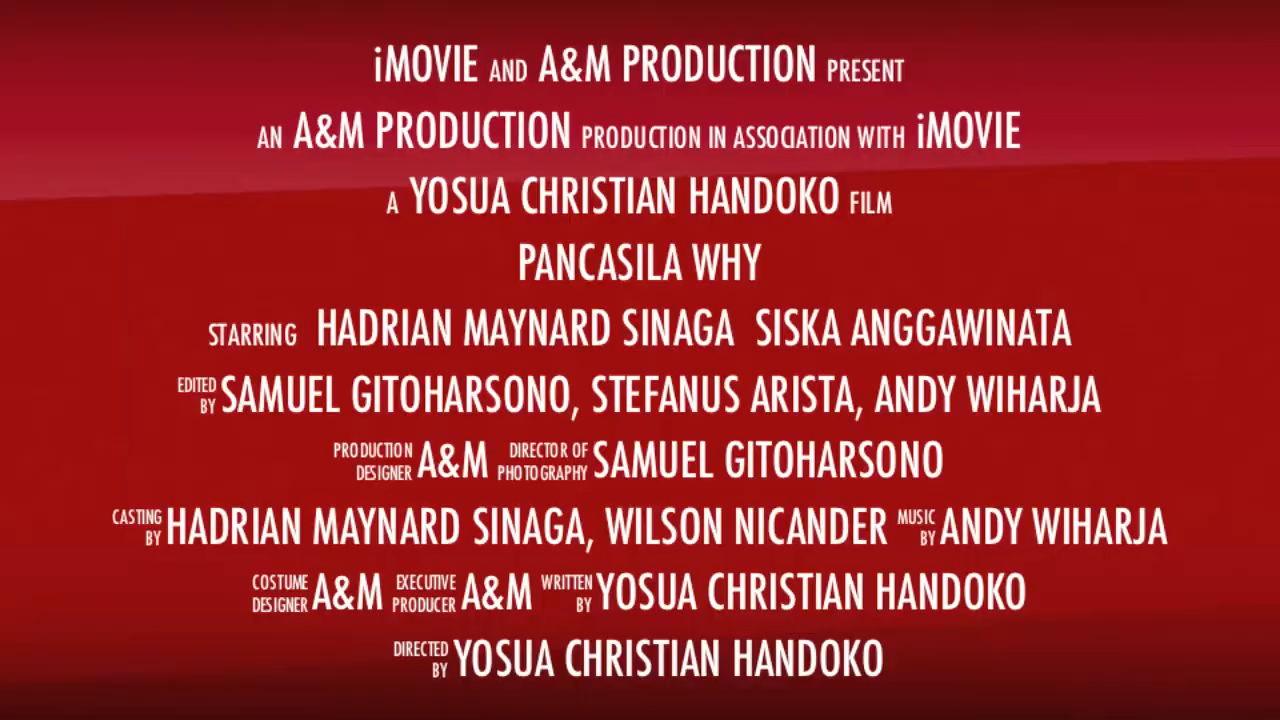 iMOVIE AND A&M PRODUCTION PRESENT
AN A&M PRODUCTION PRODUCTION IN ASSOCIATION WITH iMOVIE
A YOSUA CHRISTIAN HANDOKO FILM
PANCASILA WHY
STARRING HADRIAN MAYNARD SINAGA SISKA ANGGAWINATA
EDITED BY SAMUEL GITOHARSONO, STEFANUS ARISTA, ANDY WIHARJA
PRODUCTION DESIGNER A&M DIRECTOR OF PHOTOGRAPHY SAMUEL GITOHARSONO
CASTING BY HADRIAN MAYNARD SINAGA, WILSON NICANDER MUSIC BY ANDY WIHARJA
COSTUME DESIGNER A&M EXECUTIVE PRODUCER A&M WRITTEN BY YOSUA CHRISTIAN HANDOKO
DIRECTED BY YOSUA CHRISTIAN HANDOKO